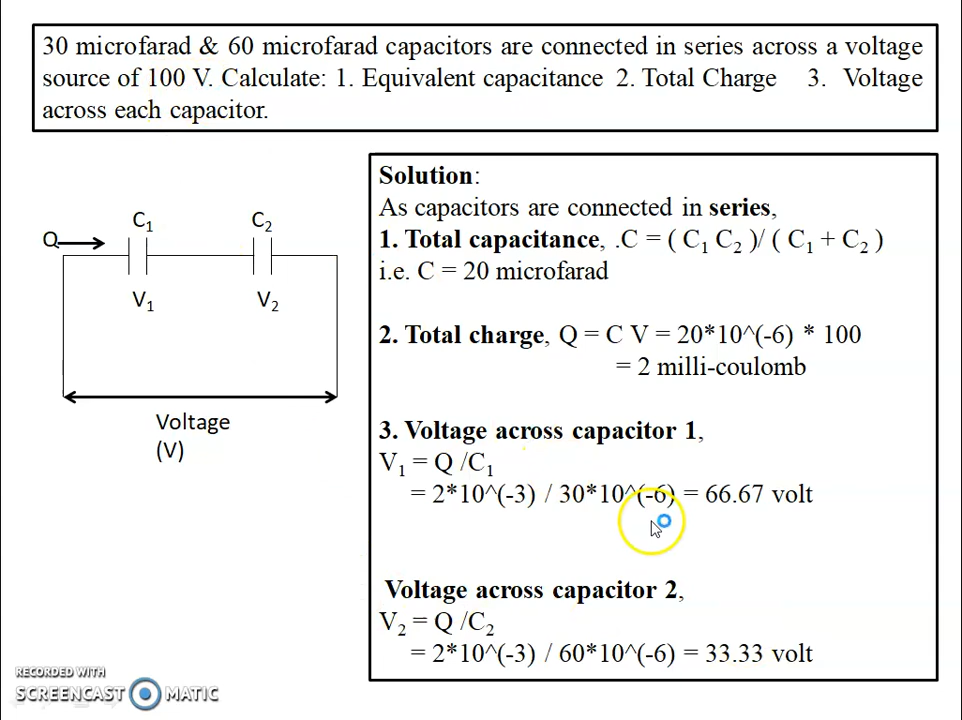 30 microfarad & 60 microfarad capacitors are connected in series across a voltage
source of 100 V. Calculate: 1. Equivalent capacitance 2. Total Charge 3. Voltage
across each capacitor.
Solution:
As capacitors are connected in series,
1. Total capacitance, .C = ( C₁ C₂ )/ ( C₁ + C₂ )
i.e. C = 20 microfarad
2. Total charge, Q = C V = 20*10^(-6) * 100
= 2 milli-coulomb
3. Voltage across capacitor 1,
V₁ = Q /C₁
= 2*10^(-3) / 30*10^(-6) = 66.67 volt
Voltage across capacitor 2,
V₂ = Q /C₂
= 2*10^(-3) / 60*10^(-6) = 33.33 volt
C₁ C₂
Q
V₁ V₂
Voltage
(V)
RECORDED WITH
SCREENCAST MATIC